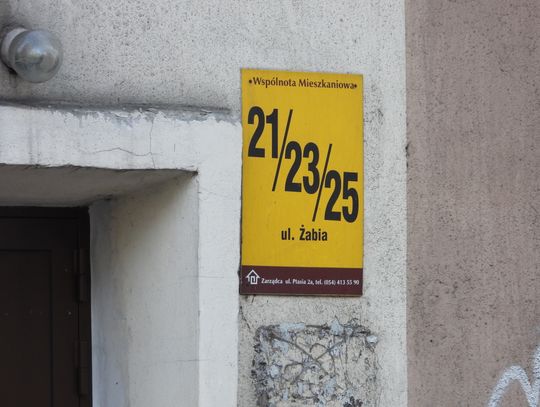 •Wspólnota Mieszkaniowa•
21/23/25
ul. Żabia
Zarządca ul. Ptasia 2a, tel. (054) 413 55 90